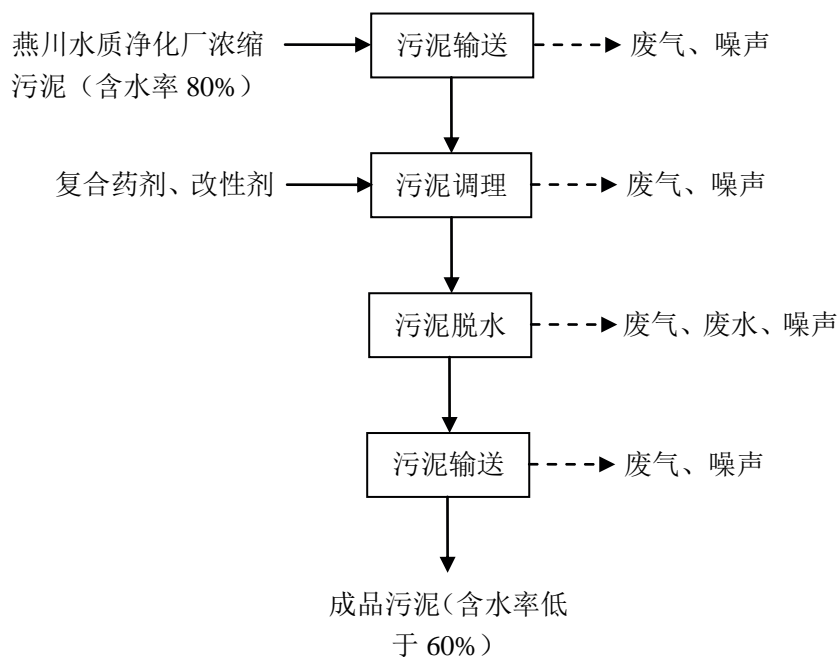 燕川水质净化厂浓缩
污泥（含水率 80%）
污泥输送
废气、噪声
复合药剂、改性剂
污泥调理
废气、噪声
污泥脱水
废气、废水、噪声
污泥输送
废气、噪声
成品污泥（含水率低
于 60%）